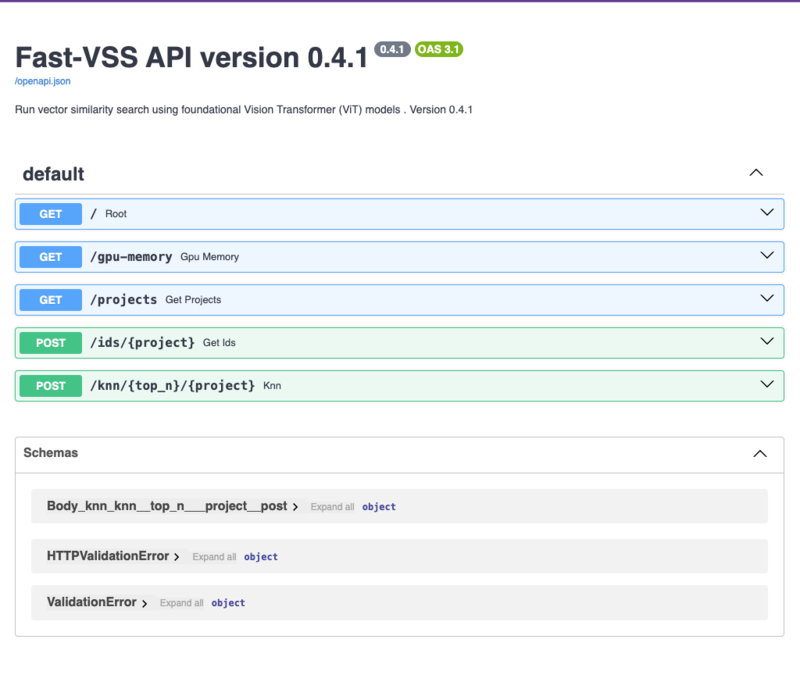 Fast-VSS API version 0.4.1 0.4.1 OAS 3.1
/openapi.json
Run vector similarity search using foundational Vision Transformer (ViT) models . Version 0.4.1
default
GET / Root
GET /gpu-memory Gpu Memory
GET /projects Get Projects
POST /ids/{project} Get Ids
POST /knn/{top_n}/{project} Knn
Schemas
Body_knn_knn__top_n___project__post Expand all object
HTTPValidationError Expand all object
ValidationError Expand all object